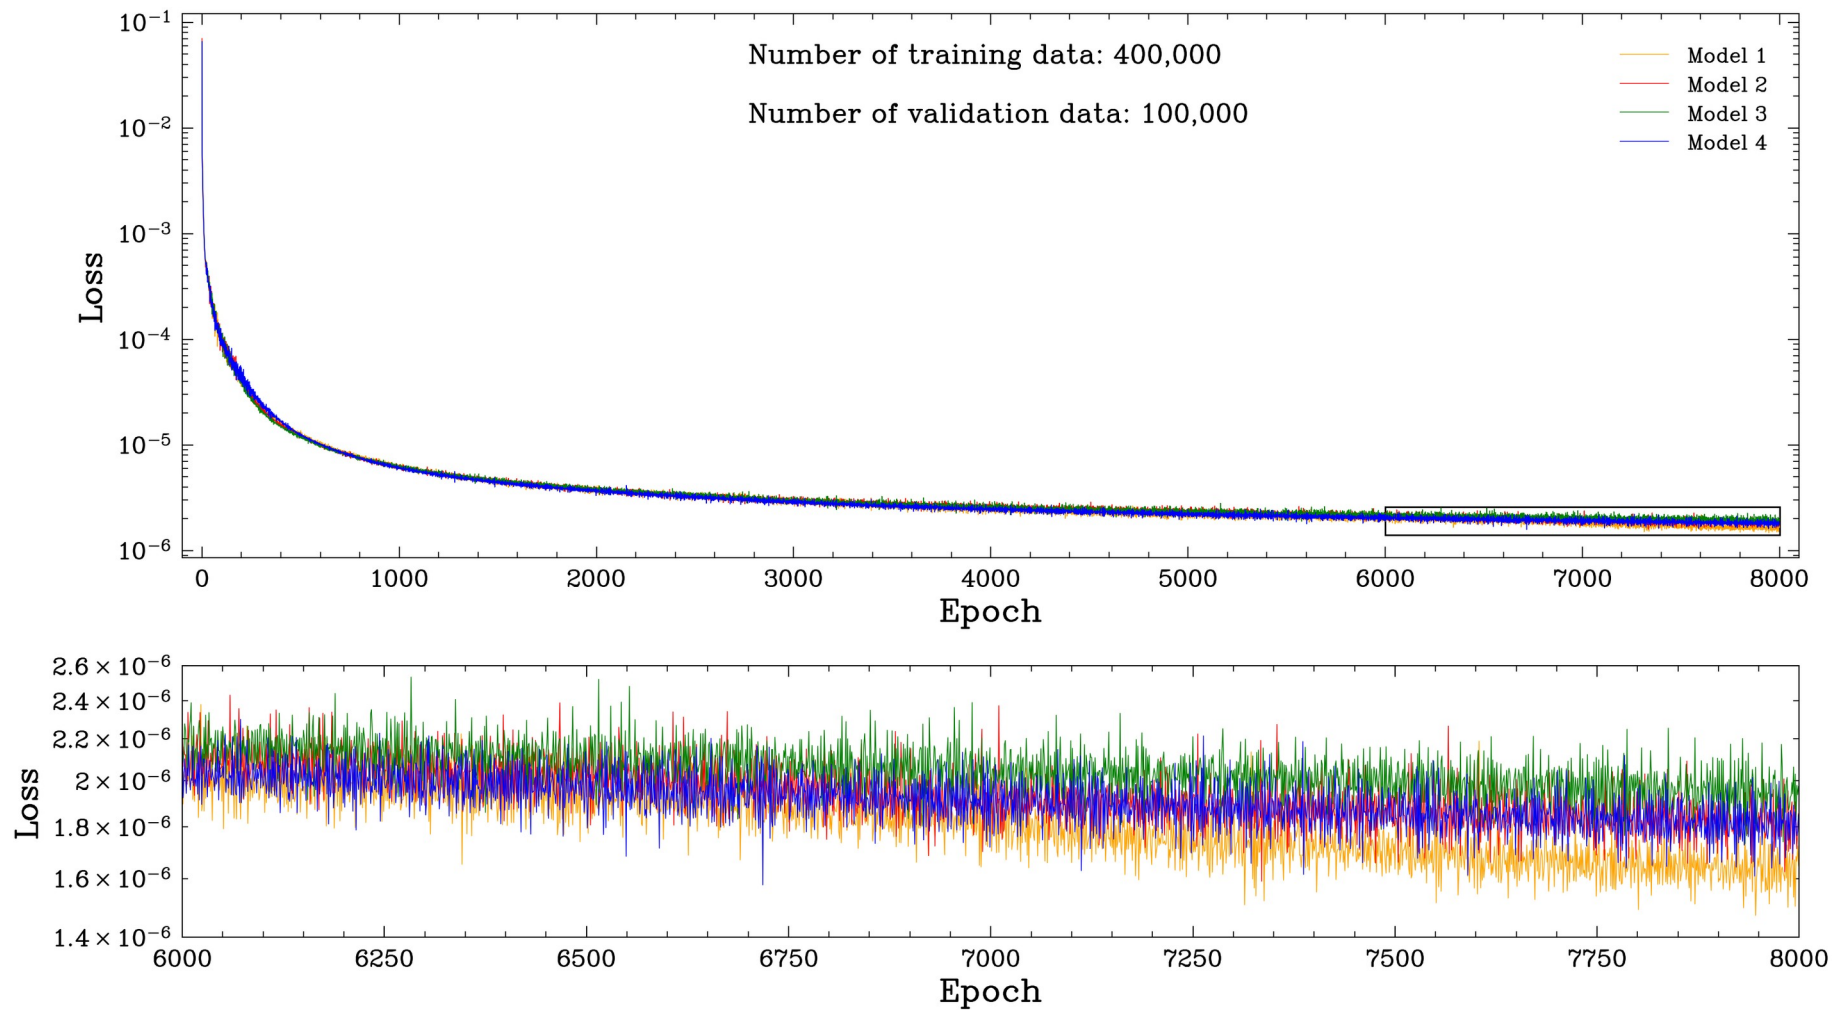 10⁻¹
10⁻²
10⁻³
10⁻⁴
10⁻⁵
10⁻⁶
Loss
Number of training data: 400,000
Number of validation data: 100,000
Model 1
Model 2
Model 3
Model 4
0 1000 2000 3000 4000 5000 6000 7000 8000
Epoch
2.6 × 10⁻⁶
2.4 × 10⁻⁶
2.2 × 10⁻⁶
2 × 10⁻⁶
1.8 × 10⁻⁶
1.6 × 10⁻⁶
1.4 × 10⁻⁶
Loss
6000 6250 6500 6750 7000 7250 7500 7750 8000
Epoch